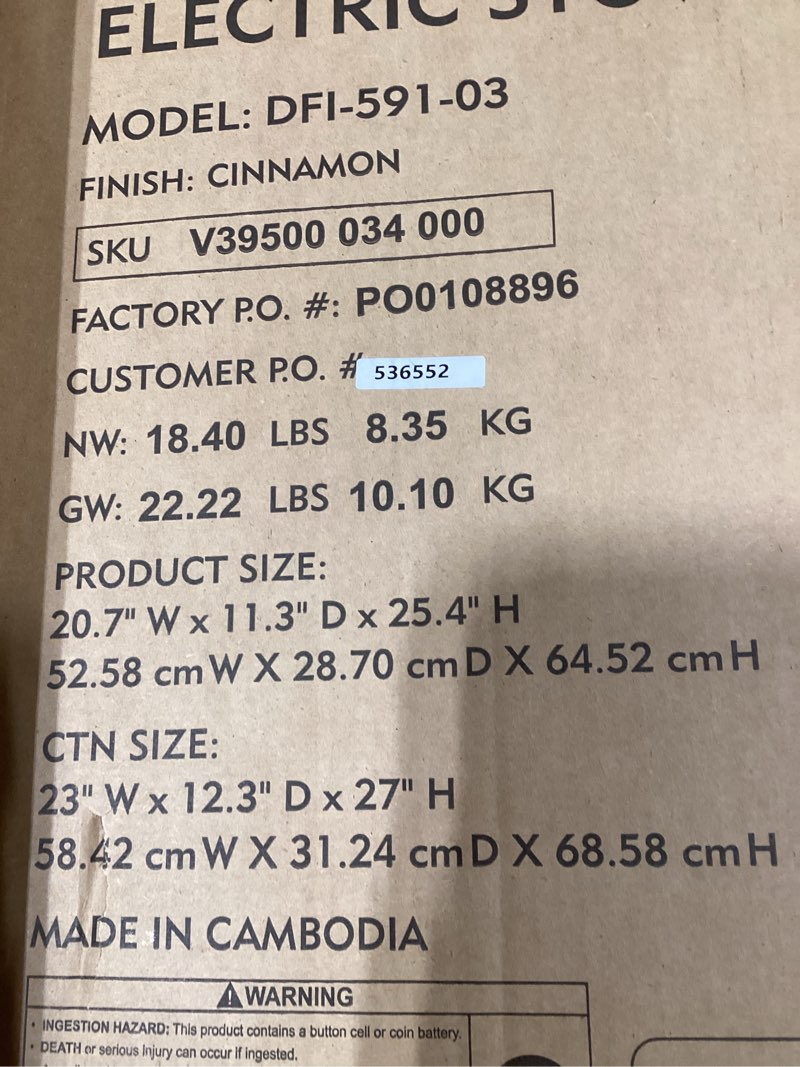 ELECTRIC
MODEL: DFI-591-03
FINISH: CINNAMON
SKU V39500 034 000
FACTORY P.O. #: PO0108896
CUSTOMER P.O. # 536552
NW: 18.40 LBS 8.35 KG
GW: 22.22 LBS 10.10 KG
PRODUCT SIZE:
20.7" W x 11.3" D x 25.4" H
52.58 cm W X 28.70 cm D X 64.52 cm H
CTN SIZE:
23" W x 12.3" D x 27" H
58.42 cm W X 31.24 cm D X 68.58 cm H
MADE IN CAMBODIA
WARNING
• INGESTION HAZARD: This product contains a button cell or coin battery.
• DEATH or serious injury can occur if ingested.